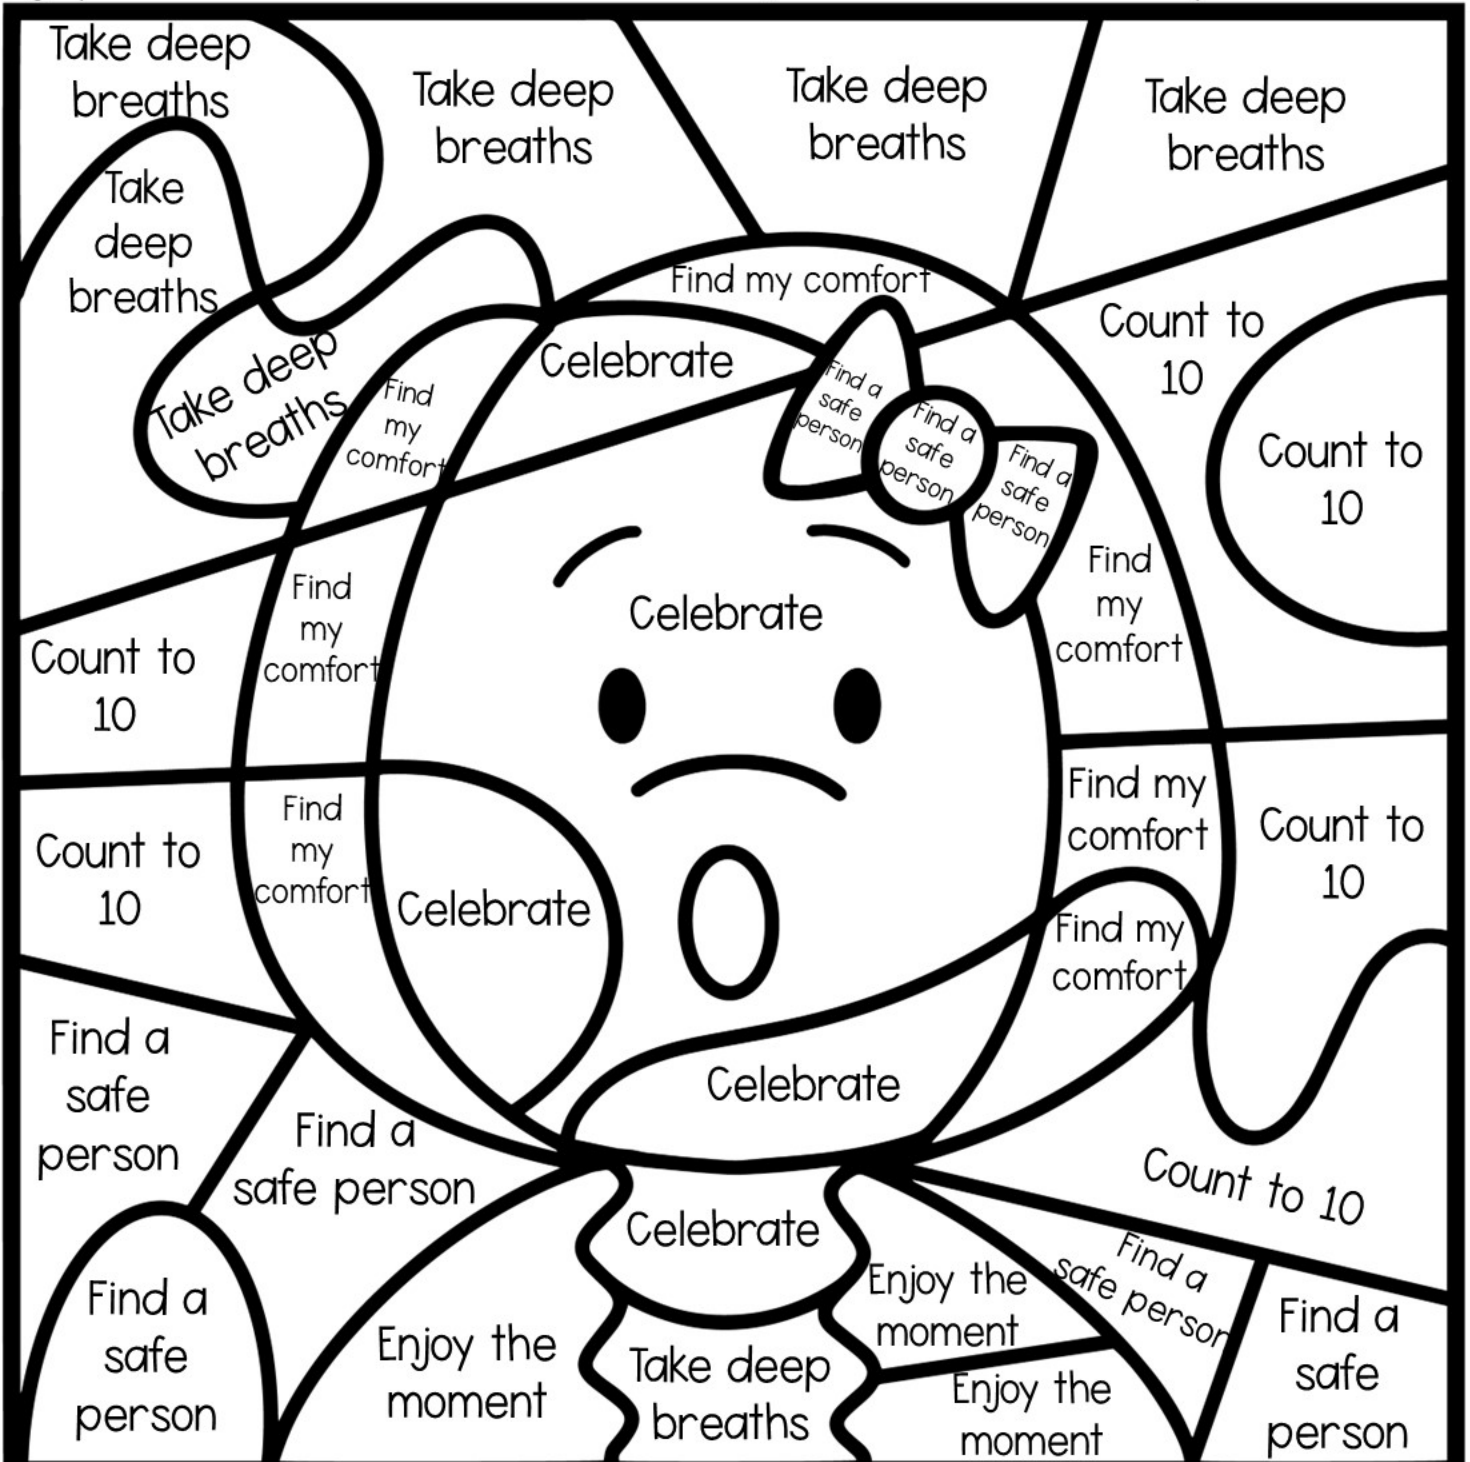 Take deep
breaths
Take deep
breaths
Take deep
breaths
Take deep
breaths
Take
deep
breaths
Take deep
breaths
Find my comfort
Celebrate
Find
my
comfort
Find a
safe
person
Find a
safe
person
Find a
safe
person
Count to
10
Count to
10
Find
my
comfort
Celebrate
Find
my
comfort
Count to
10
Find my
comfort
Count to
10
Find
my
comfort
Count to
10
Celebrate
Find my
comfort
Find a
safe
person
Celebrate
Find a
safe person
Count to 10
Celebrate
Find a
safe person
Enjoy the
moment
Find a
safe
person
Enjoy the
moment
Take deep
breaths
Enjoy the
moment
Find a
safe
person